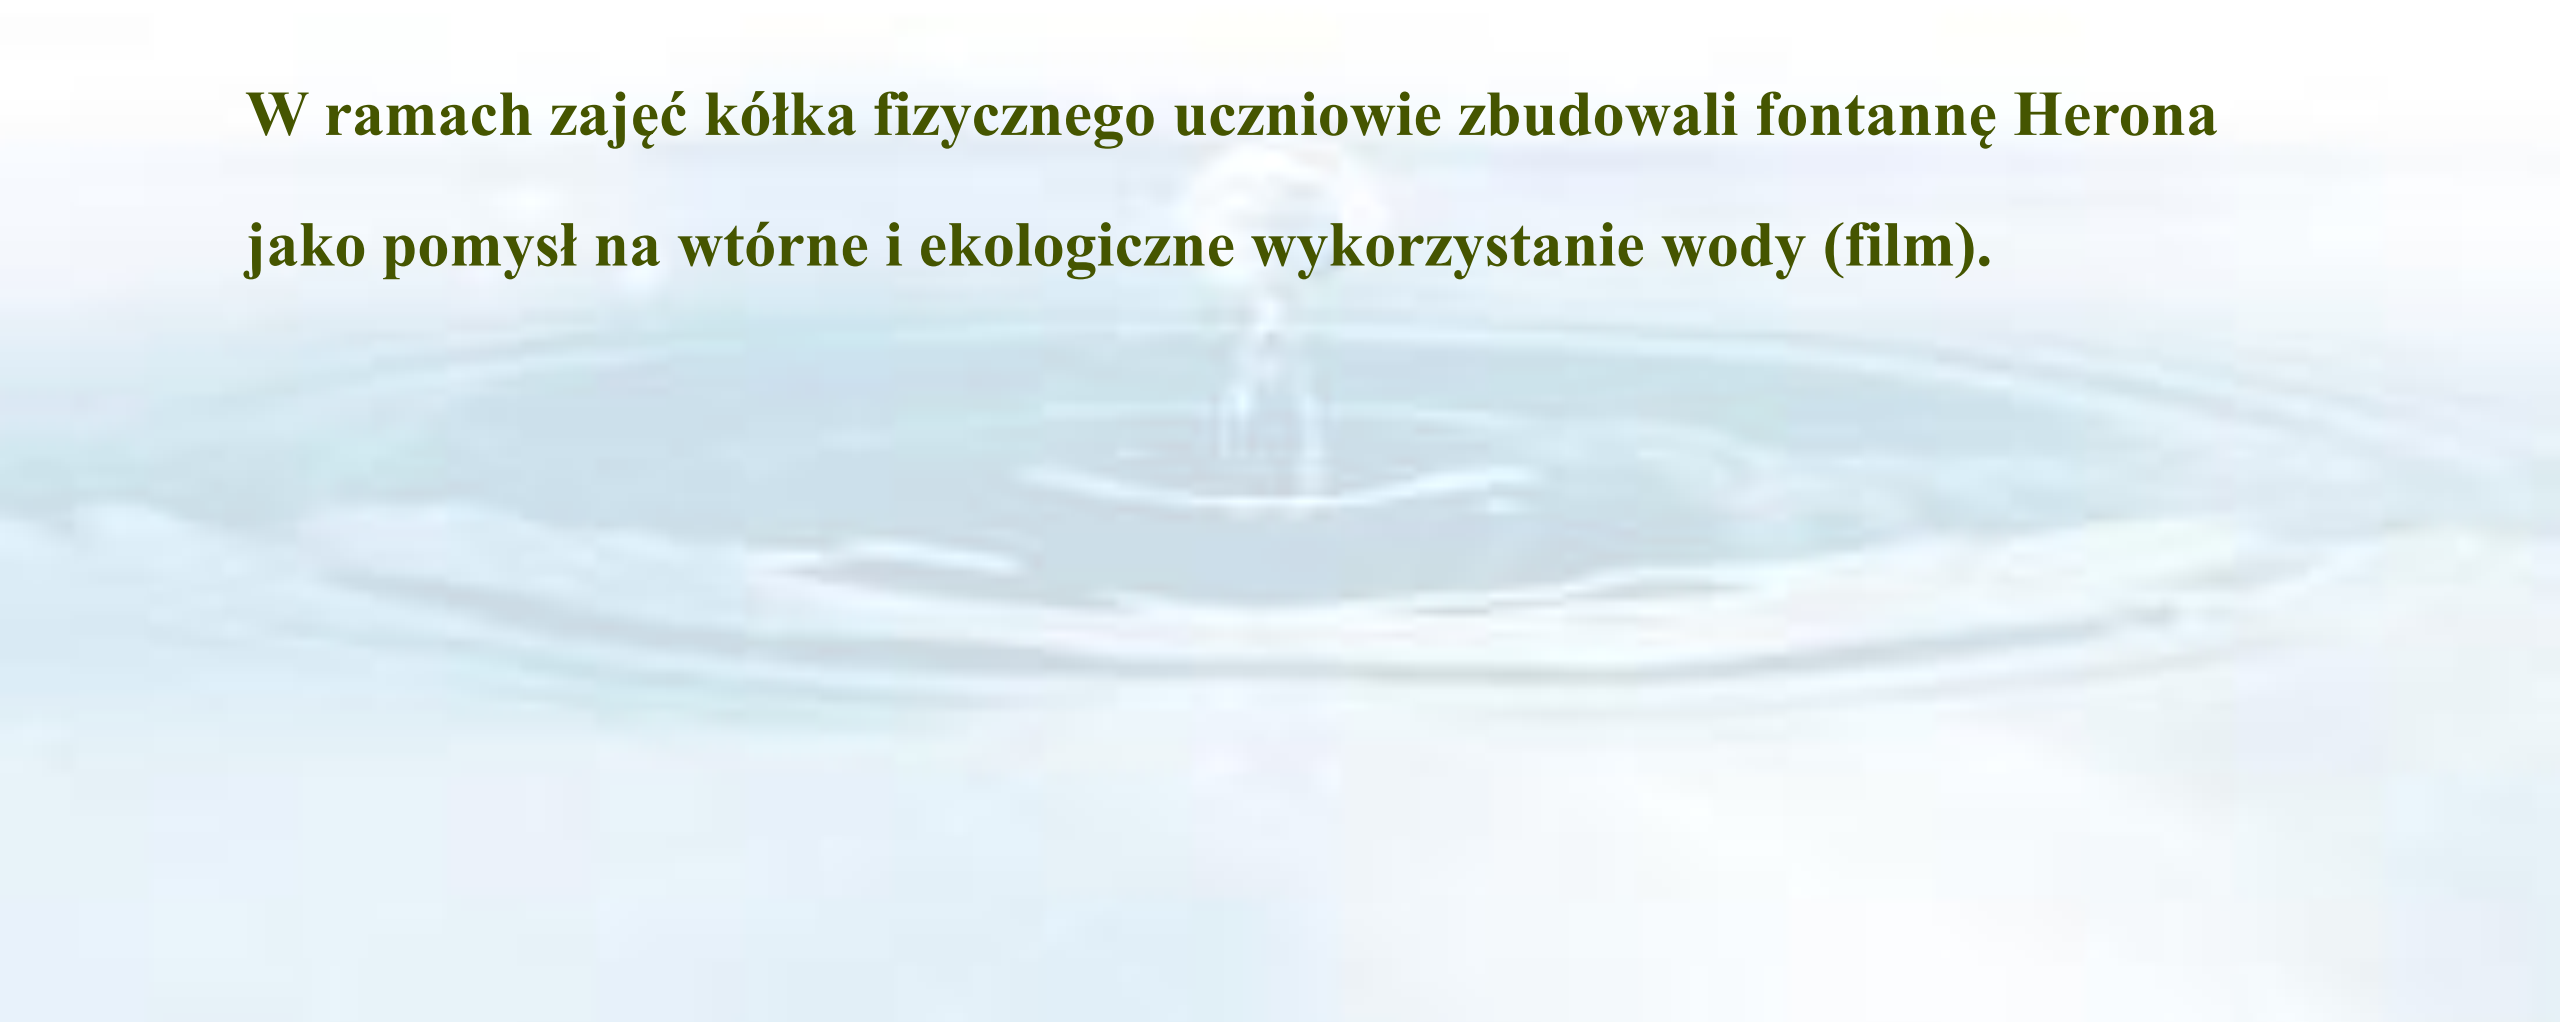 W ramach zajęć kółka fizycznego uczniowie zbudowali fontannę Herona
jako pomysł na wtórne i ekologiczne wykorzystanie wody (film).